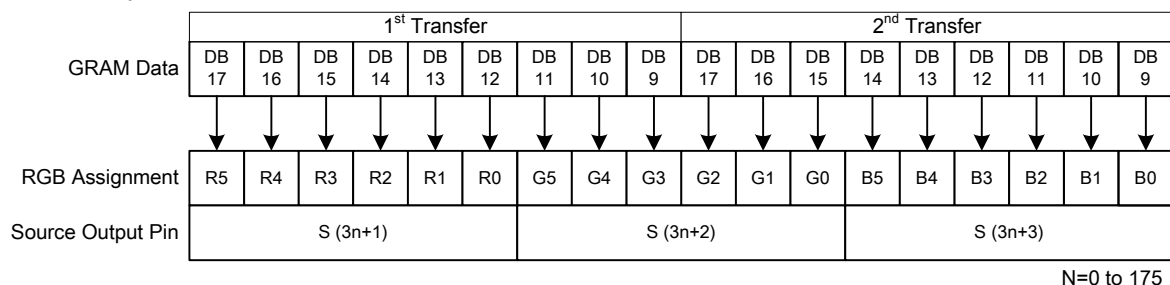 1st Transfer 2nd Transfer
GRAM Data DB 17 DB 16 DB 15 DB 14 DB 13 DB 12 DB 11 DB 10 DB 9 DB 17 DB 16 DB 15 DB 14 DB 13 DB 12 DB 11 DB 10 DB 9
RGB Assignment R5 R4 R3 R2 R1 R0 G5 G4 G3 G2 G1 G0 B5 B4 B3 B2 B1 B0
Source Output Pin S (3n+1) S (3n+2) S (3n+3)
N=0 to 175